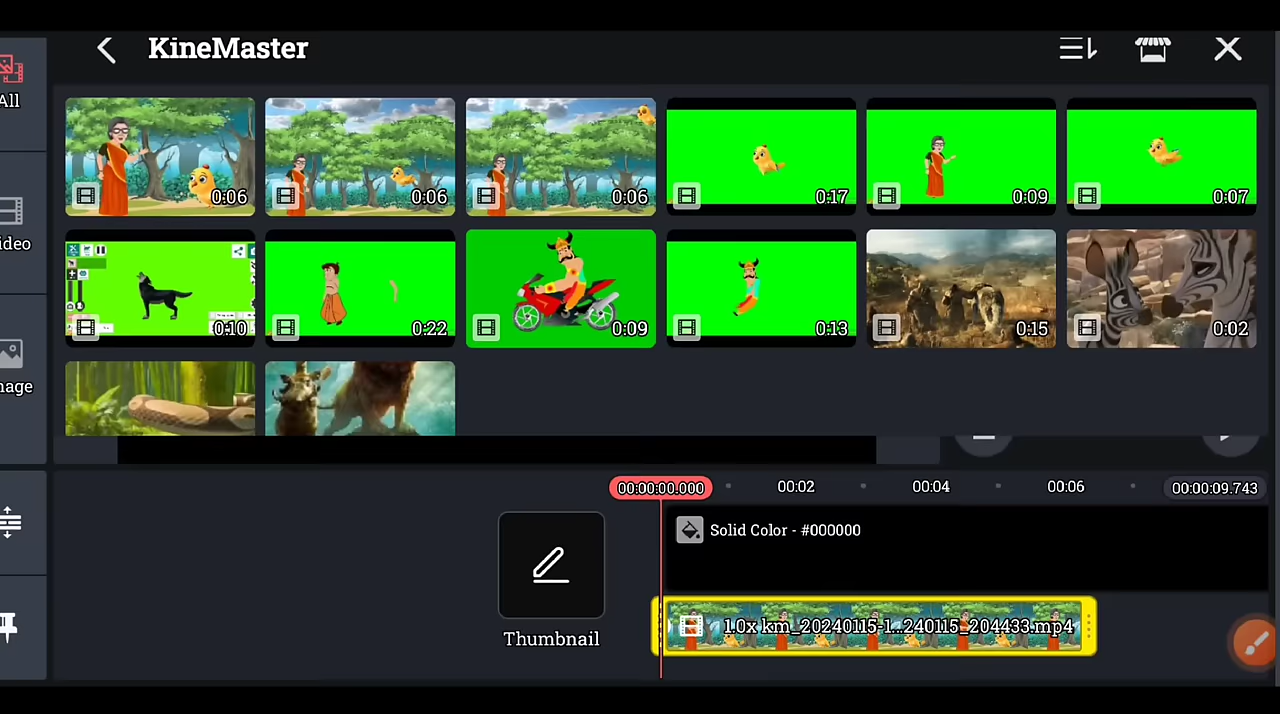 KineMaster
All
0:06
0:06
0:06
0:17
0:09
0:07
ideo
0:10
0:22
0:09
0:13
0:15
0:02
mage
00:00:00.000
00:02
00:04
00:06
00:00:09.743
Solid Color - #000000
1.0x km_20240115-1..240115_204433.mp4
Thumbnail